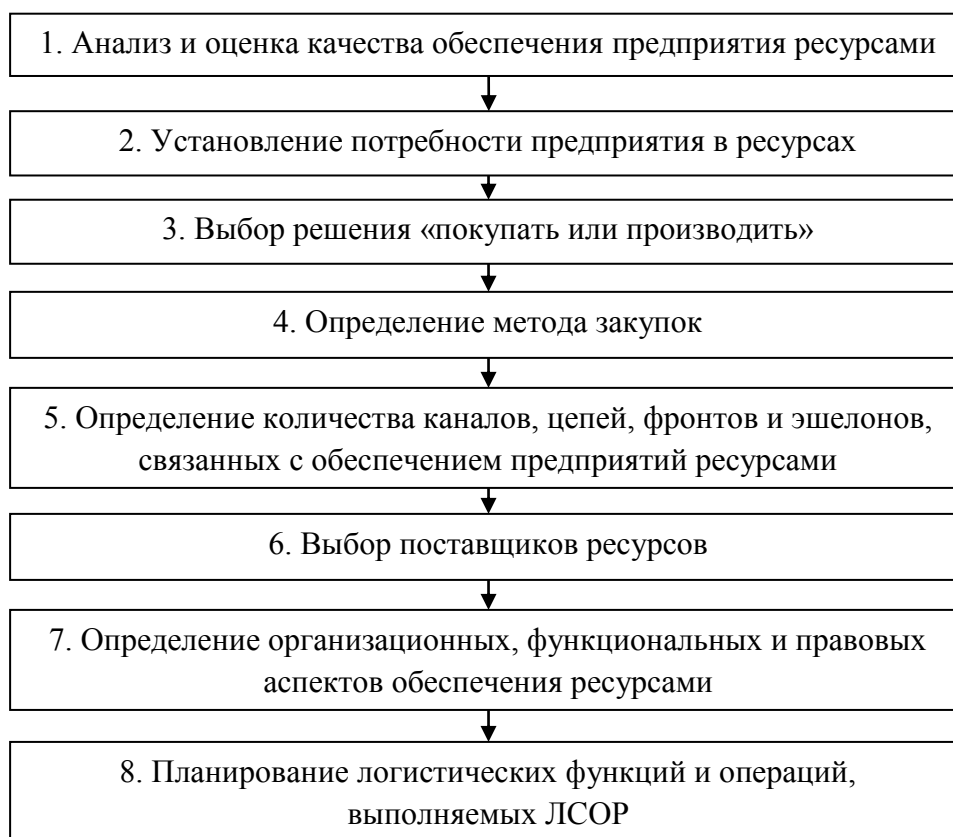 1. Анализ и оценка качества обеспечения предприятия ресурсами
2. Установление потребности предприятия в ресурсах
3. Выбор решения «покупать или производить»
4. Определение метода закупок
5. Определение количества каналов, цепей, фронтов и эшелонов,
связанных с обеспечением предприятий ресурсами
6. Выбор поставщиков ресурсов
7. Определение организационных, функциональных и правовых
аспектов обеспечения ресурсами
8. Планирование логистических функций и операций,
выполняемых ЛСОР